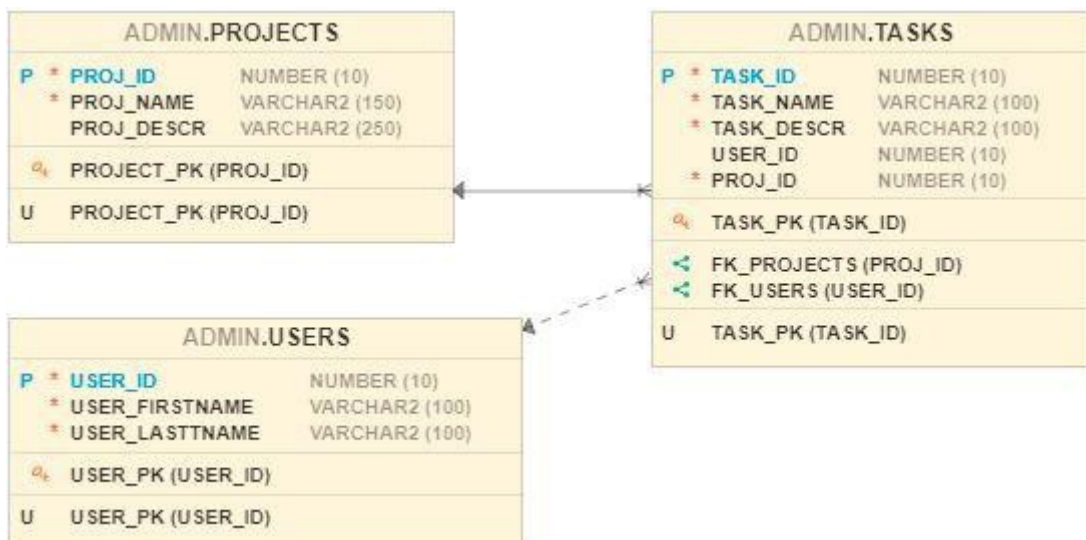 ADMIN.PROJECTS
P * PROJ_ID NUMBER (10)
* PROJ_NAME VARCHAR2 (150)
PROJ_DESCR VARCHAR2 (250)
PROJECT_PK (PROJ_ID)
U PROJECT_PK (PROJ_ID)
ADMIN.TASKS
P * TASK_ID NUMBER (10)
* TASK_NAME VARCHAR2 (100)
* TASK_DESCR VARCHAR2 (100)
USER_ID NUMBER (10)
* PROJ_ID NUMBER (10)
TASK_PK (TASK_ID)
FK_PROJECTS (PROJ_ID)
FK_USERS (USER_ID)
U TASK_PK (TASK_ID)
ADMIN.USERS
P * USER_ID NUMBER (10)
* USER_FIRSTNAME VARCHAR2 (100)
* USER_LASTTNAME VARCHAR2 (100)
USER_PK (USER_ID)
U USER_PK (USER_ID)